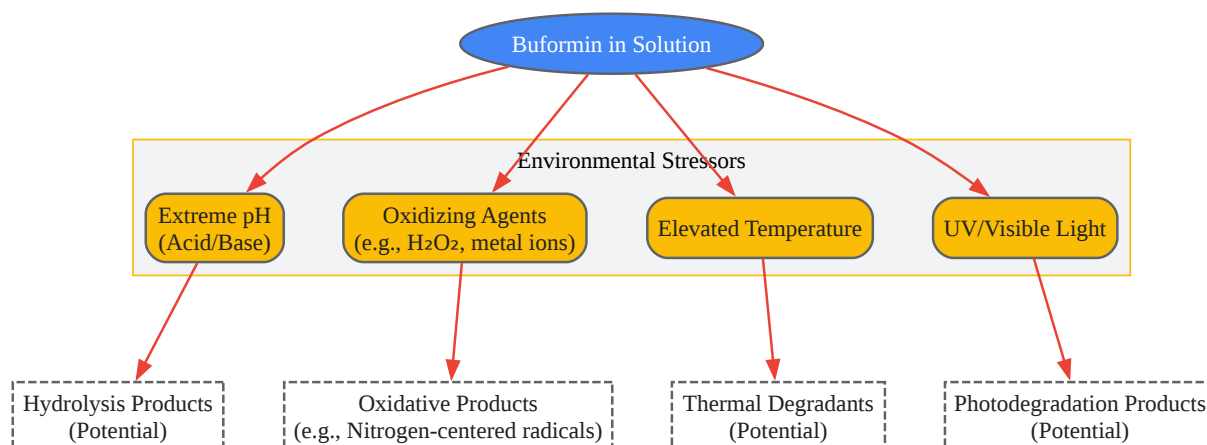 Buformin in Solution
Environmental Stressors
Extreme pH
(Acid/Base)
Oxidizing Agents
(e.g., H₂O₂, metal ions)
Elevated Temperature
UV/Visible Light
Hydrolysis Products
(Potential)
Oxidative Products
(e.g., Nitrogen-centered radicals)
Thermal Degradants
(Potential)
Photodegradation Products
(Potential)